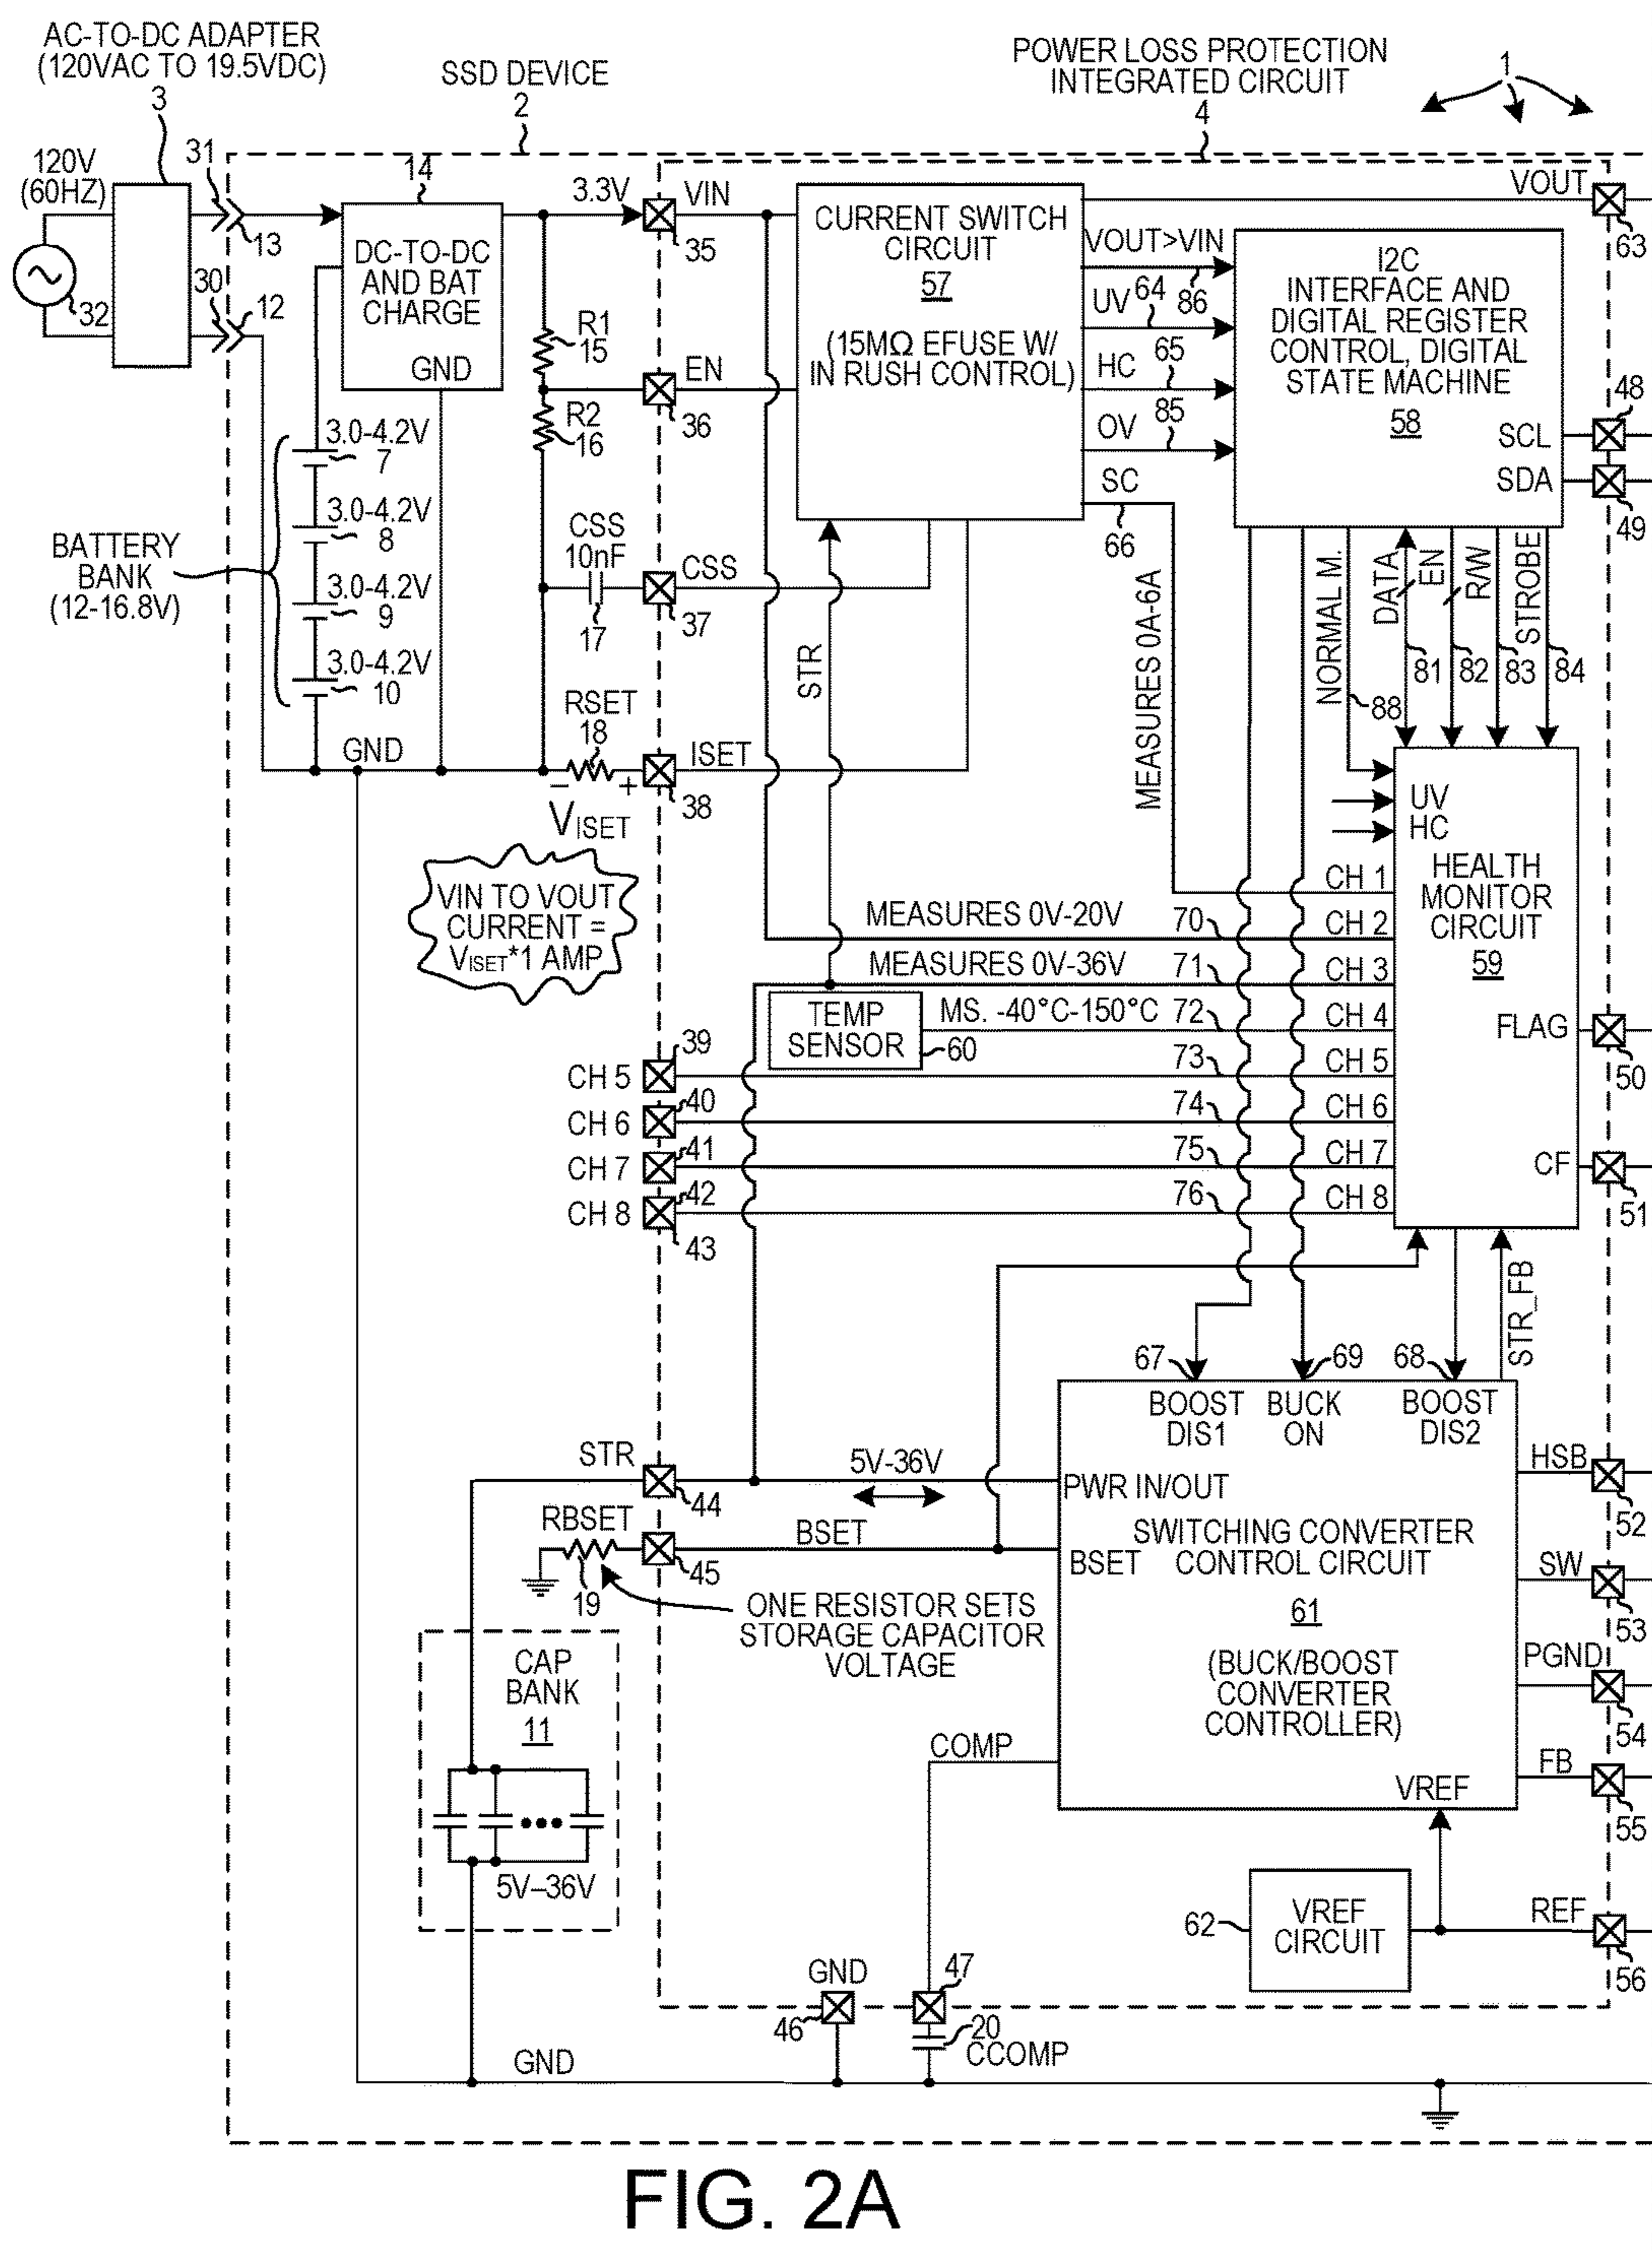 AC-TO-DC ADAPTER
(120VAC TO 19.5VDC)
3
SSD DEVICE
2
POWER LOSS PROTECTION
INTEGRATED CIRCUIT
4
1
120V
(60HZ)
31
13
30
12
32
14
DC-TO-DC
AND BAT
CHARGE
GND
3.3V
VIN
35
R1
15
EN
36
R2
16
CURRENT SWITCH
CIRCUIT
57
(15MΩ EFUSE W/
IN RUSH CONTROL)
VOUT
63
VOUT>VIN
86
UV
64
HC
65
OV
85
SC
66
I2C
INTERFACE AND
DIGITAL REGISTER
CONTROL, DIGITAL
STATE MACHINE
58
SCL
48
SDA
49
BATTERY
BANK
(12-16.8V)
3.0-4.2V
7
3.0-4.2V
8
3.0-4.2V
9
3.0-4.2V
10
GND
CSS
10nF
17
CSS
37
RSET
18
ISET
38
− +
VISET
VIN TO VOUT
CURRENT =
VISET*1 AMP
STR
MEASURES 0A-6A
NORMAL M.
88
DATA
81
EN
82
R/W
83
STROBE
84
UV
HC
HEALTH
MONITOR
CIRCUIT
59
CH 1
MEASURES 0V-20V
70
CH 2
MEASURES 0V-36V
71
CH 3
TEMP
SENSOR
60
MS. -40°C-150°C
72
CH 4
FLAG
50
CH 5
39
73
CH 5
CH 6
40
74
CH 6
CH 7
41
75
CH 7
CF
51
CH 8
42
43
76
CH 8
STR_FB
67
69
68
BOOST
DIS1
BUCK
ON
BOOST
DIS2
STR
44
5V-36V
PWR IN/OUT
HSB
52
RBSET
19
45
BSET
BSET
SWITCHING CONVERTER
CONTROL CIRCUIT
61
(BUCK/BOOST
CONVERTER
CONTROLLER)
SW
53
ONE RESISTOR SETS
STORAGE CAPACITOR
VOLTAGE
PGND
54
CAP
BANK
11
5V–36V
COMP
FB
55
VREF
62
VREF
CIRCUIT
REF
56
GND
46
47
20
CCOMP
GND
FIG. 2A